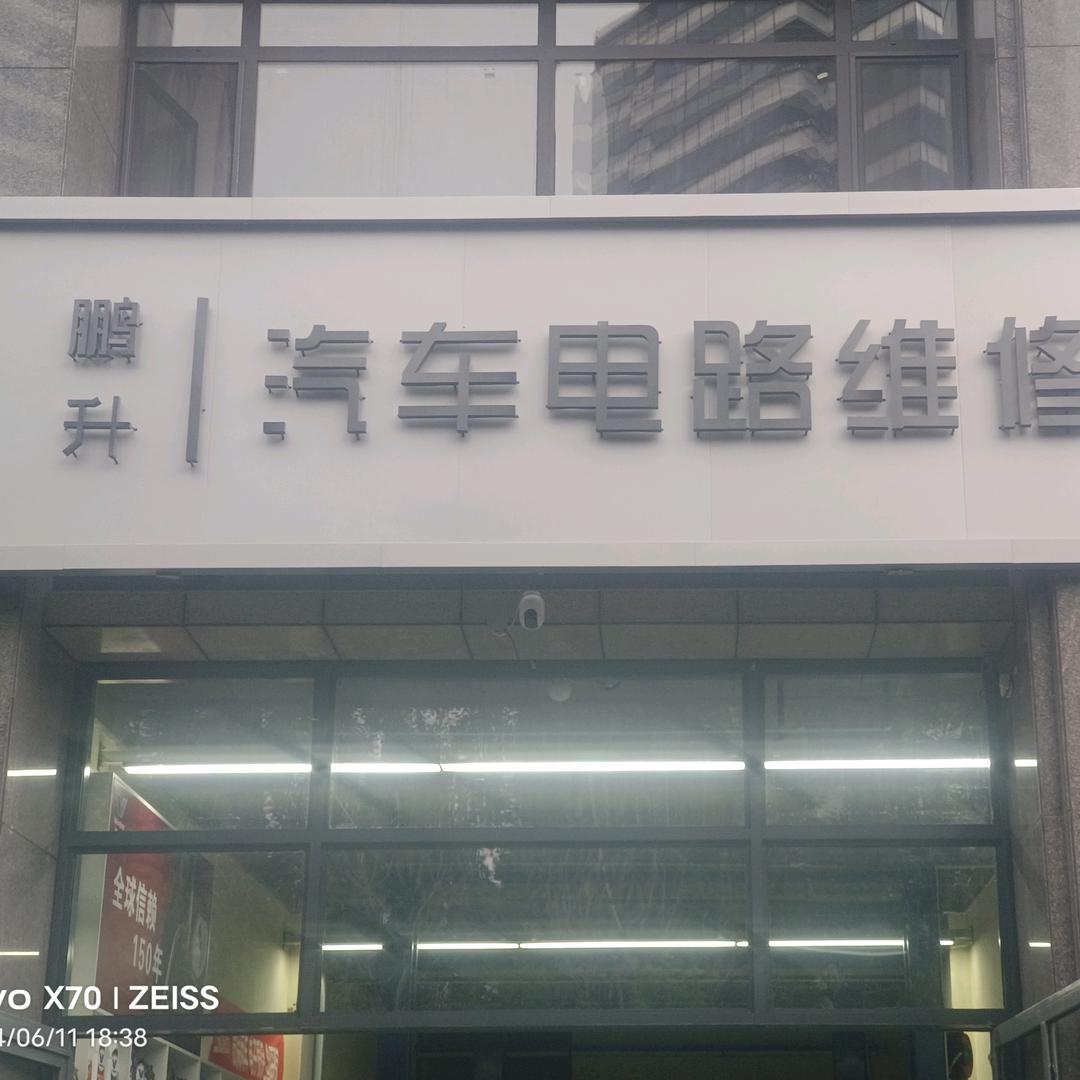 鹏升
汽车电路维修
全球信赖
150年
vo X70 | ZEISS
4/06/11 18:38